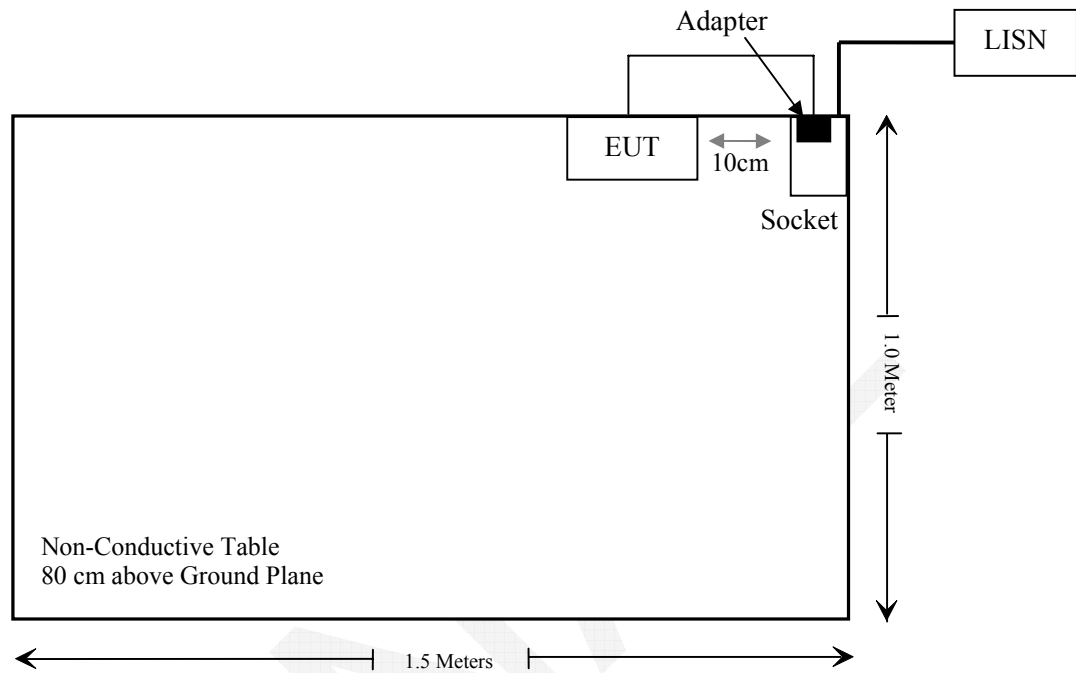 Adapter
LISN
EUT
10cm
Socket
1.0 Meter
Non-Conductive Table
80 cm above Ground Plane
1.5 Meters